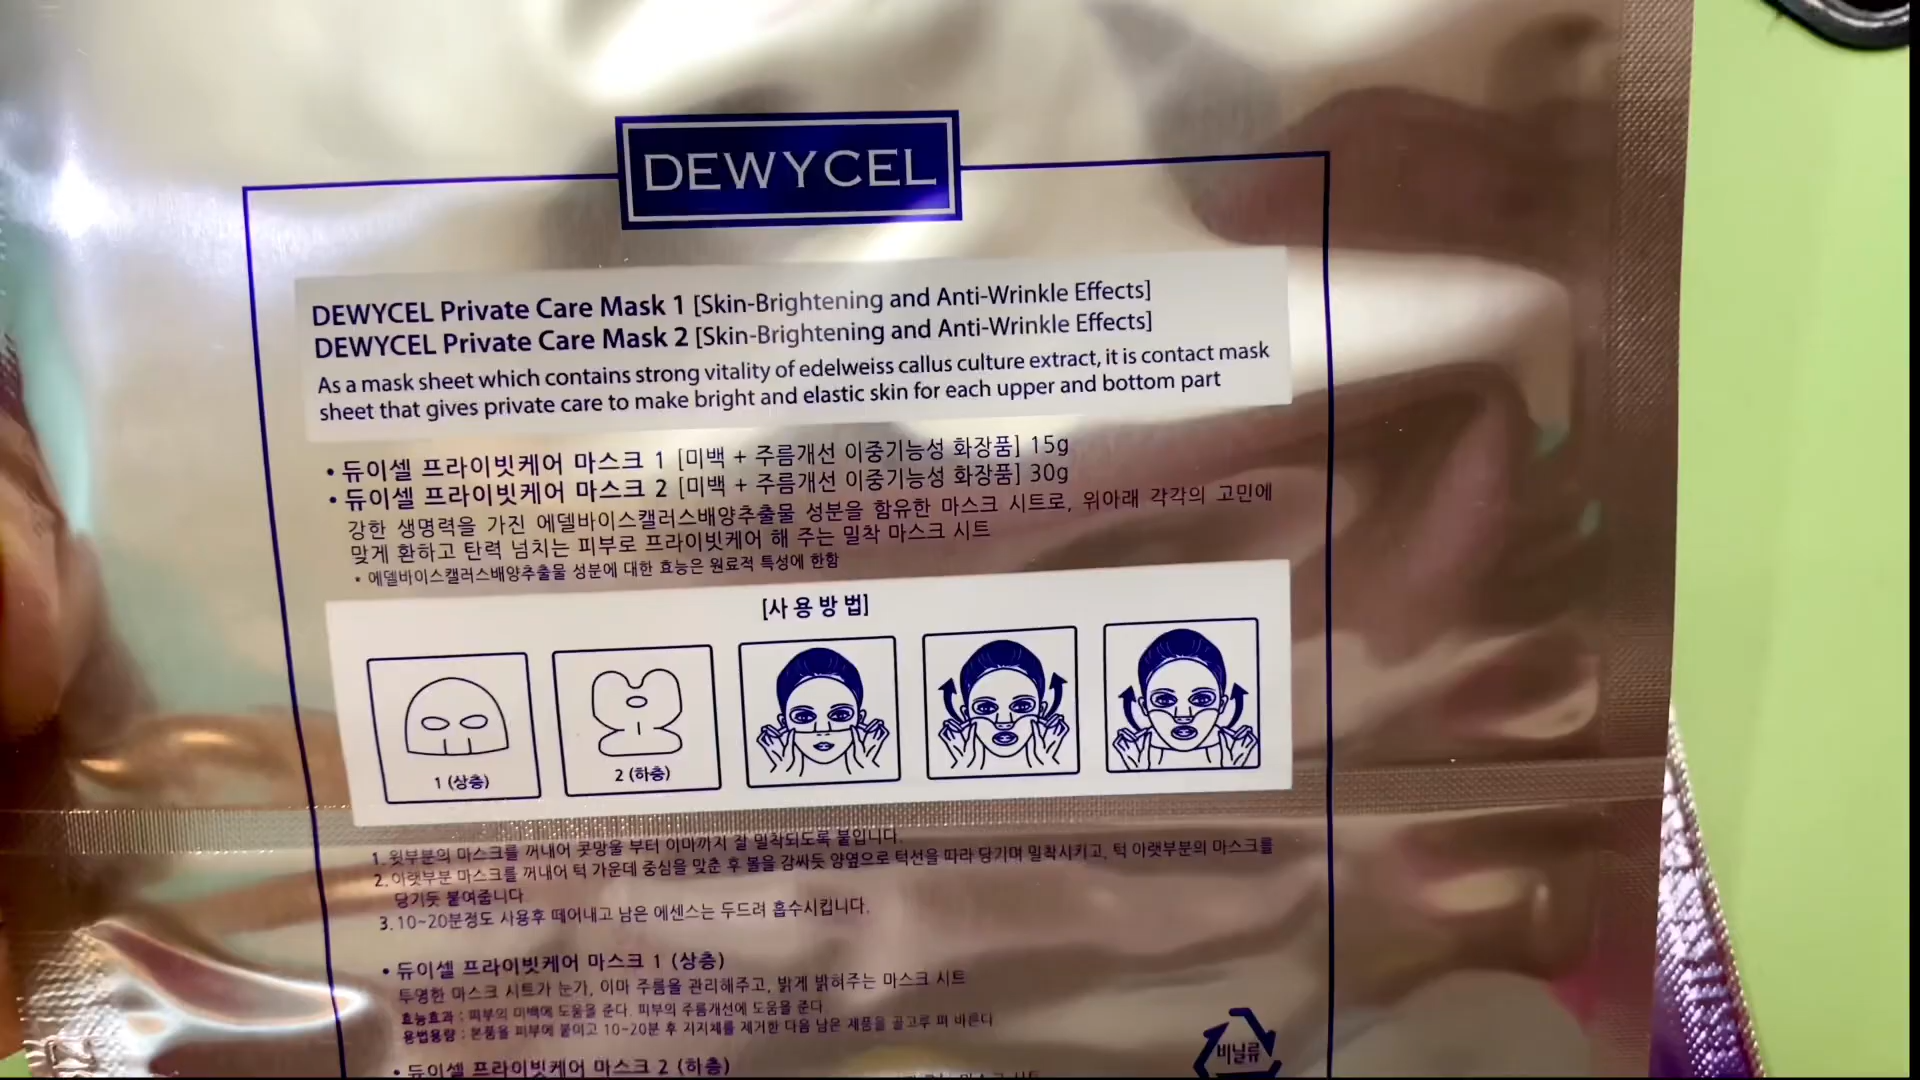 DEWYCEL
DEWYCEL Private Care Mask 1 [Skin-Brightening and Anti-Wrinkle Effects]
DEWYCEL Private Care Mask 2 [Skin-Brightening and Anti-Wrinkle Effects]
As a mask sheet which contains strong vitality of edelweiss callus culture extract, it is contact mask
sheet that gives private care to make bright and elastic skin for each upper and bottom part
• 듀이셀 프라이빗케어 마스크 1 [미백 + 주름개선 이중기능성 화장품] 15g
• 듀이셀 프라이빗케어 마스크 2 [미백 + 주름개선 이중기능성 화장품] 30g
강한 생명력을 가진 에델바이스캘러스배양추출물 성분을 함유한 마스크 시트로, 위아래 각각의 고민에
맞게 환하고 탄력 넘치는 피부로 프라이빗케어 해 주는 밀착 마스크 시트
• 에델바이스캘러스배양추출물 성분에 대한 효능은 원료적 특성에 한함
[사 용 방 법]
1 (상층)
2 (하층)
1. 윗부분의 마스크를 꺼내어 콧망울 부터 이마까지 잘 밀착되도록 붙입니다.
2. 아랫부분 마스크를 꺼내어 턱 가운데 중심을 맞춘 후 볼을 감싸듯 양옆으로 턱선을 따라 당기며 밀착시키고, 턱 아랫부분의 마스크를
당기듯 붙여줍니다
3. 10~20분정도 사용후 떼어내고 남은 에센스는 두드려 흡수시킵니다.
• 듀이셀 프라이빗케어 마스크 1 (상층)
투명한 마스크 시트가 눈가, 이마 주름을 관리해주고, 밝게 밝혀주는 마스크 시트
효능효과 : 피부의 미백에 도움을 준다. 피부의 주름개선에 도움을 준다
용법용량 : 본품을 피부에 붙이고 10~20분 후 지지체를 제거한 다음 남은 제품을 골고루 펴 바른다
비닐류
• 듀이셀 프라이빗케어 마스크 2 (하층)